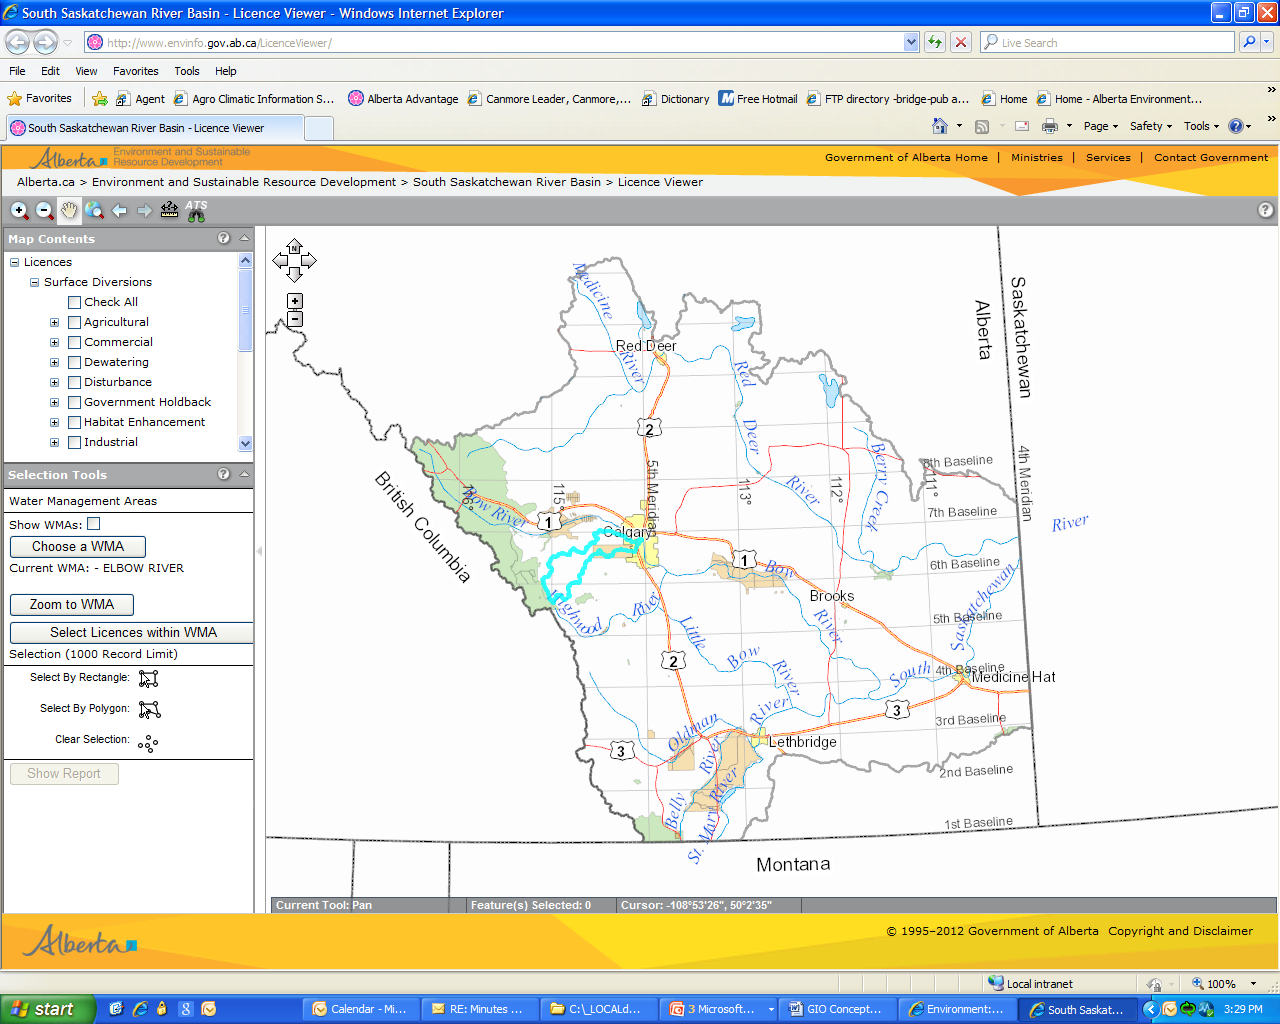 South Saskatchewan River Basin - Licence Viewer - Windows Internet Explorer
http://www.envinfo.gov.ab.ca/LicenceViewer/
Live Search
File Edit View Favorites Tools Help
Favorites Agent Agro Climatic Information S... Alberta Advantage Canmore Leader, Canmore,... Dictionary Free Hotmail FTP directory -bridge-pub a... Home Home - Alberta Environment...
South Saskatchewan River Basin - Licence Viewer
Page Safety Tools
Alberta Environment and Sustainable
Resource Development
Government of Alberta Home | Ministries | Services | Contact Government
Alberta.ca > Environment and Sustainable Resource Development > South Saskatchewan River Basin > Licence Viewer
ATS
Map Contents
Licences
Surface Diversions
Check All
Agricultural
Commercial
Dewatering
Disturbance
Government Holdback
Habitat Enhancement
Industrial
Selection Tools
Water Management Areas
Show WMAs:
Choose a WMA
Current WMA: - ELBOW RIVER
Zoom to WMA
Select Licences within WMA
Selection (1000 Record Limit)
Select By Rectangle:
Select By Polygon:
Clear Selection:
Show Report
N
Medicine
River
Red Deer
Red
Deer
River
Berry Creek
Saskatchewan
Alberta
2
5th Meridian
4th Meridian
British Columbia
116°
115°
113°
112°
111°
8th Baseline
7th Baseline
6th Baseline
5th Baseline
4th Baseline
3rd Baseline
2nd Baseline
1st Baseline
Bow River
1
Calgary
1
Bow
River
Brooks
River
Saskatchewan
South
Highwood
River
Little
Bow
River
2
Medicine Hat
3
3
Oldman
River
Lethbridge
River
Belly
St. Mary River
Montana
Current Tool: Pan Feature(s) Selected: 0 Cursor: -108°53'26", 50°2'35"
Alberta
© 1995–2012 Government of Alberta Copyright and Disclaimer
Local intranet 100%
start Calendar - Mi... RE: Minutes ... C:\_LOCALd... 3 Microsoft... GIO Concept... Environment:... South Saskat... 3:29 PM